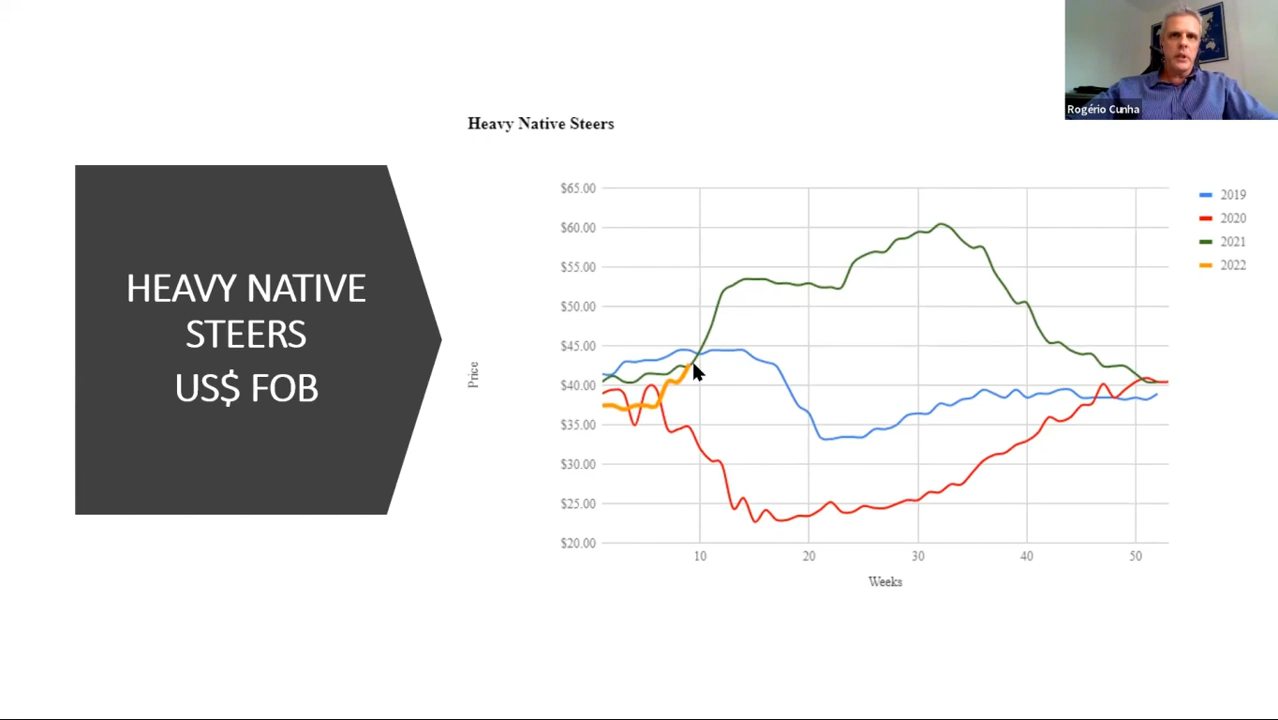 Rogério Cunha
Heavy Native Steers
HEAVY NATIVE
STEERS
US$ FOB
Price
$65.00
$60.00
$55.00
$50.00
$45.00
$40.00
$35.00
$30.00
$25.00
$20.00
10
20
30
40
50
Weeks
2019
2020
2021
2022